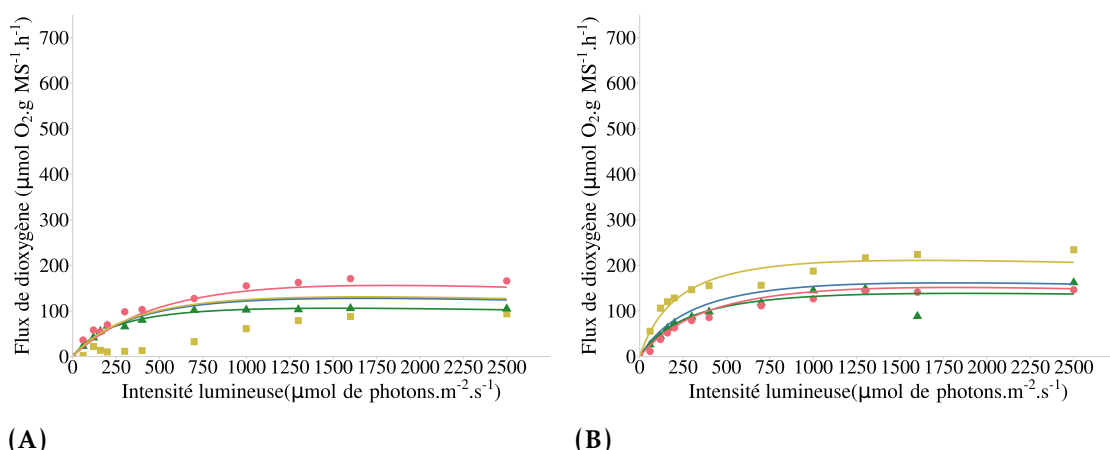 Flux de dioxygène (µmol O₂.g MS⁻¹.h⁻¹)
700
600
500
400
300
200
100
0
0 250 500 750 1000 1250 1500 1750 2000 2250 2500
Intensité lumineuse(µmol de photons.m⁻².s⁻¹)
(A)
Flux de dioxygène (µmol O₂.g MS⁻¹.h⁻¹)
700
600
500
400
300
200
100
0
0 250 500 750 1000 1250 1500 1750 2000 2250 2500
Intensité lumineuse(µmol de photons.m⁻².s⁻¹)
(B)